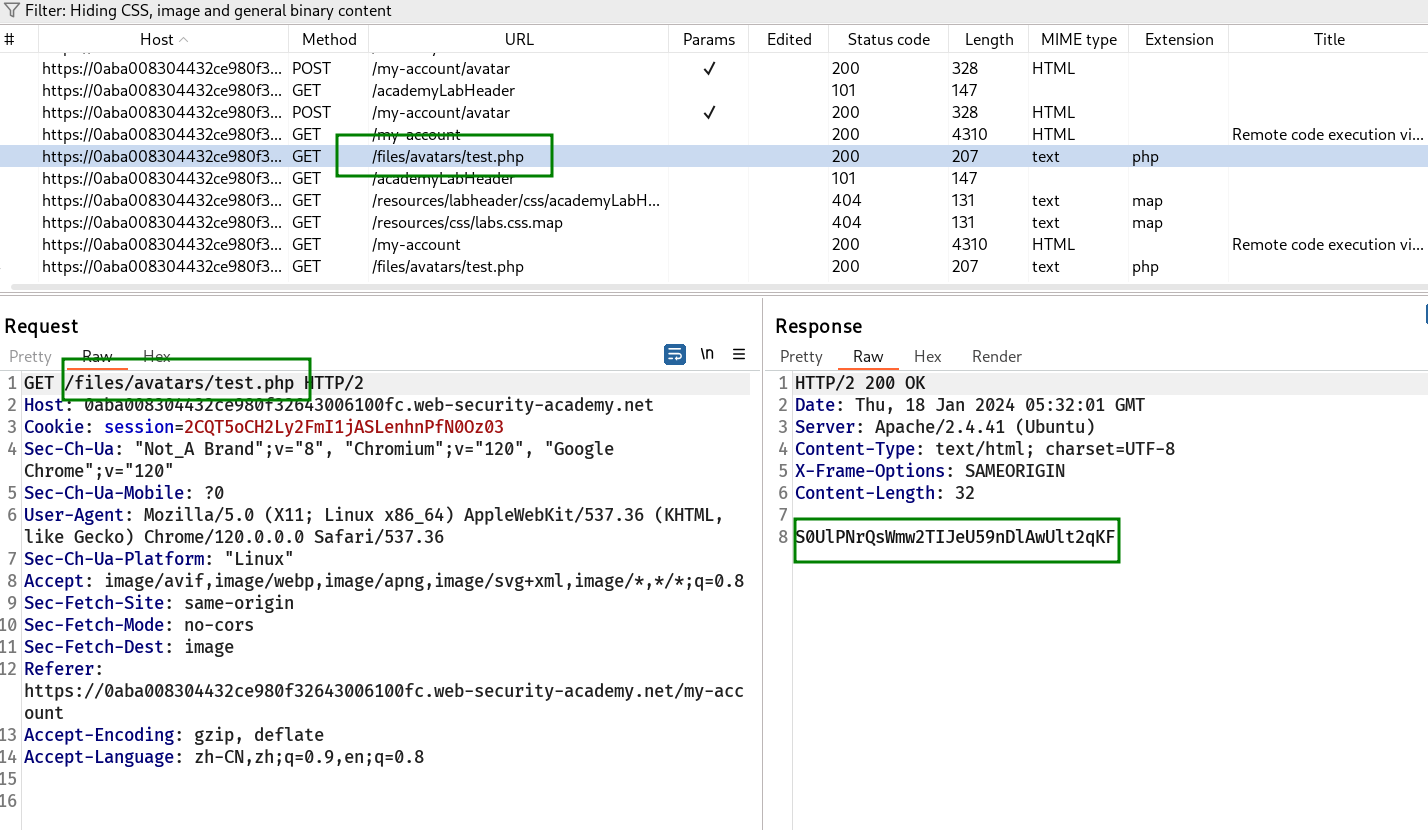 Filter: Hiding CSS, image and general binary content
# Host Method URL Params Edited Status code Length MIME type Extension Title
https://0aba008304432ce980f3... POST /my-account/avatar ✓ 200 328 HTML
https://0aba008304432ce980f3... GET /academyLabHeader 101 147
https://0aba008304432ce980f3... POST /my-account/avatar ✓ 200 328 HTML
https://0aba008304432ce980f3... GET /my-account 200 4310 HTML Remote code execution vi...
https://0aba008304432ce980f3... GET /files/avatars/test.php 200 207 text php
https://0aba008304432ce980f3... GET /academyLabHeader 101 147
https://0aba008304432ce980f3... GET /resources/labheader/css/academyLabH... 404 131 text map
https://0aba008304432ce980f3... GET /resources/css/labs.css.map 404 131 text map
https://0aba008304432ce980f3... GET /my-account 200 4310 HTML Remote code execution vi...
https://0aba008304432ce980f3... GET /files/avatars/test.php 200 207 text php
Request
Pretty Raw Hex \n
1 GET /files/avatars/test.php HTTP/2
2 Host: 0aba008304432ce980f32643006100fc.web-security-academy.net
3 Cookie: session=2CQT5oCH2Ly2FmI1jASLenhnPfN0Oz03
4 Sec-Ch-Ua: "Not_A Brand";v="8", "Chromium";v="120", "Google
Chrome";v="120"
5 Sec-Ch-Ua-Mobile: ?0
6 User-Agent: Mozilla/5.0 (X11; Linux x86_64) AppleWebKit/537.36 (KHTML,
like Gecko) Chrome/120.0.0.0 Safari/537.36
7 Sec-Ch-Ua-Platform: "Linux"
8 Accept: image/avif,image/webp,image/apng,image/svg+xml,image/*,*/*;q=0.8
9 Sec-Fetch-Site: same-origin
10 Sec-Fetch-Mode: no-cors
11 Sec-Fetch-Dest: image
12 Referer:
https://0aba008304432ce980f32643006100fc.web-security-academy.net/my-acc
ount
13 Accept-Encoding: gzip, deflate
14 Accept-Language: zh-CN,zh;q=0.9,en;q=0.8
15
16
Response
Pretty Raw Hex Render
1 HTTP/2 200 OK
2 Date: Thu, 18 Jan 2024 05:32:01 GMT
3 Server: Apache/2.4.41 (Ubuntu)
4 Content-Type: text/html; charset=UTF-8
5 X-Frame-Options: SAMEORIGIN
6 Content-Length: 32
7
8 S0UlPNrQsWmw2TIJeU59nDlAwUlt2qKF